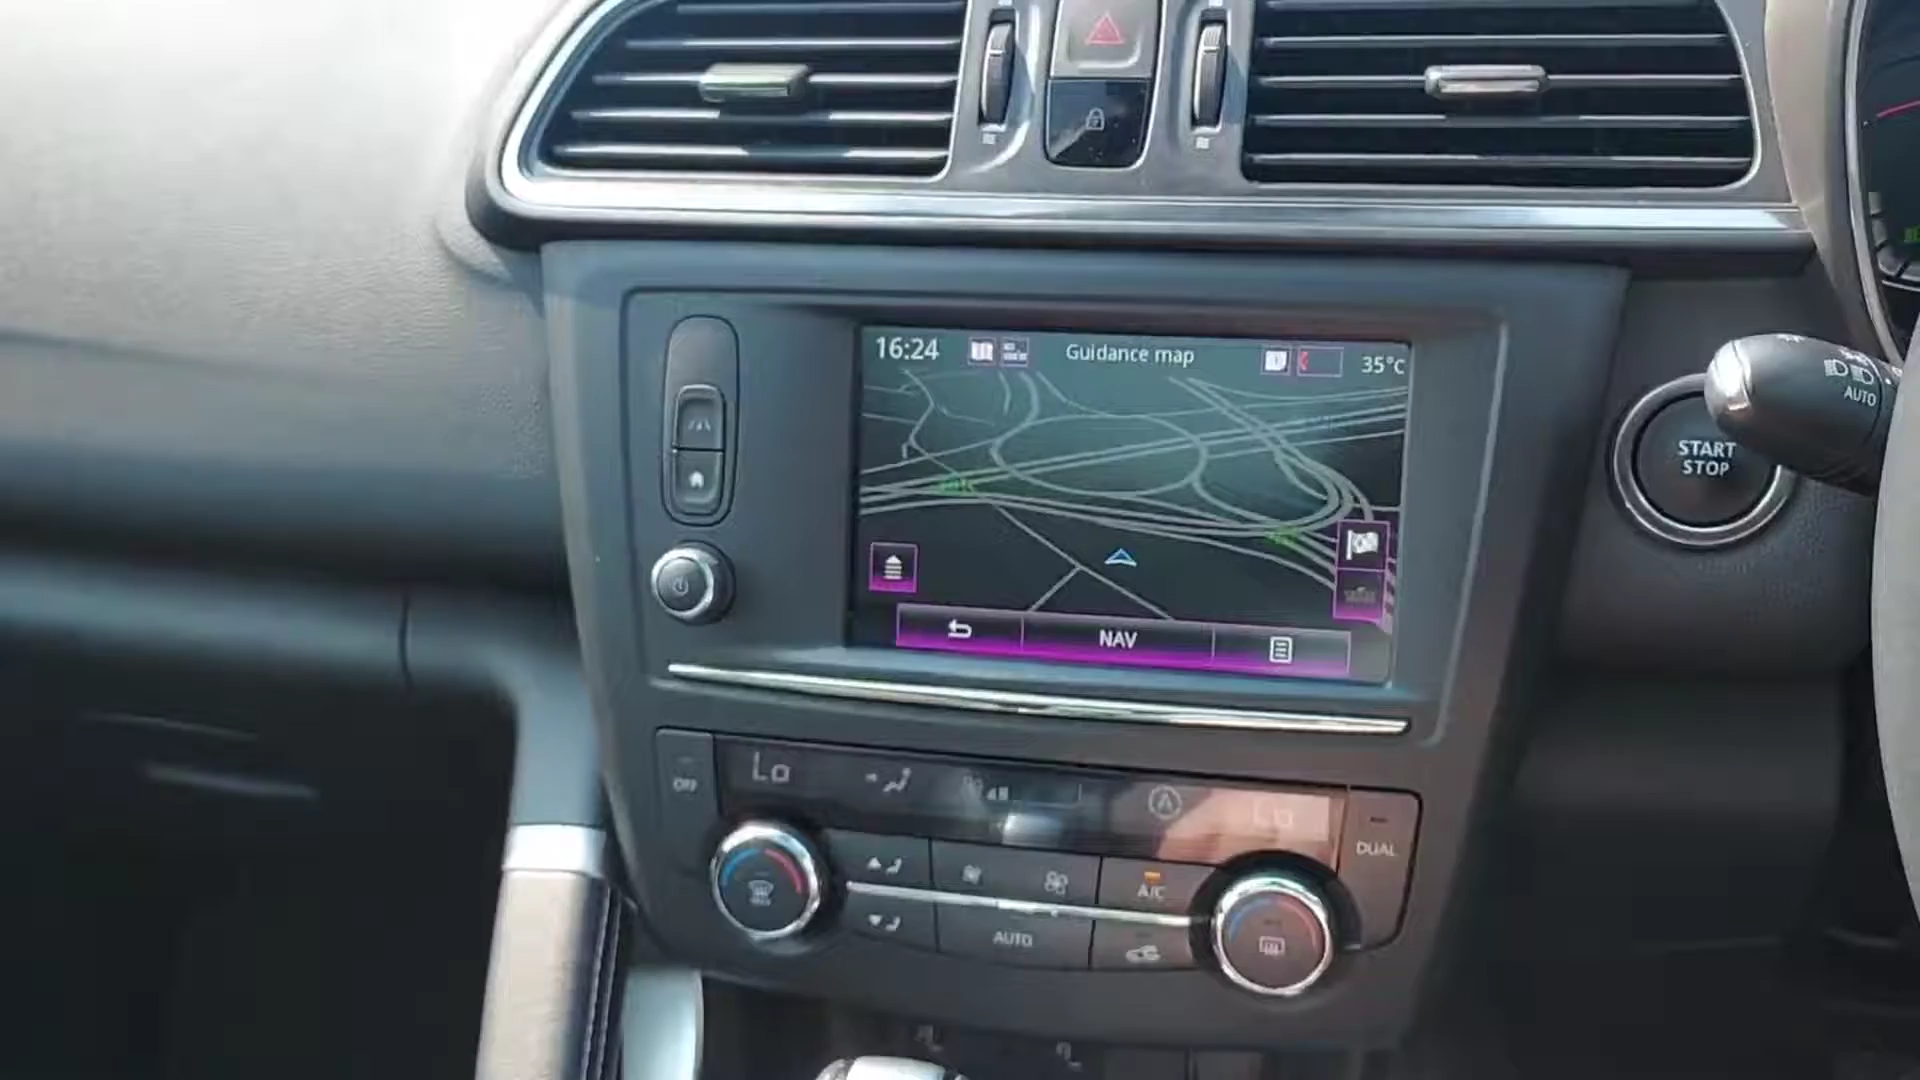 16:24
Guidance map
35°C
AUTO
START
STOP
NAV
Lo
OFF
Lo
DUAL
A/C
AUTO